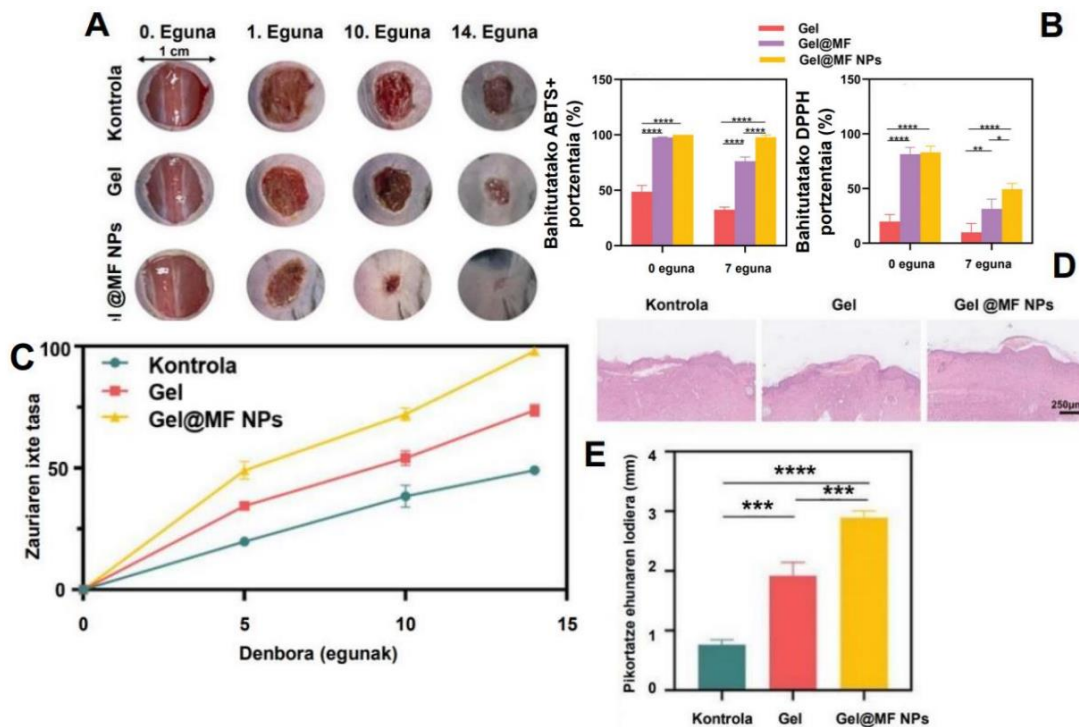 A
0. Eguna 1. Eguna 10. Eguna 14. Eguna
1 cm
Kontrola
Gel
l @MF NPs
B
Gel
Gel@MF
Gel@MF NPs
Bahitutatako ABTS+
portzentaia (%)
150
100
50
0
**** ****
**** **** ****
0 eguna 7 eguna
Bahitutatako DPPH
portzentaia (%)
150
100
50
0
**** ****
**** ** *
0 eguna 7 eguna
C
Zauriaren ixte tasa
100
50
0
Kontrola
Gel
Gel@MF NPs
0 5 10 15
Denbora (egunak)
D
Kontrola Gel Gel @MF NPs
250µm
E
Pikortatze ehunaren lodiera (mm)
4
3
2
1
0
****
*** ***
Kontrola Gel Gel@MF NPs